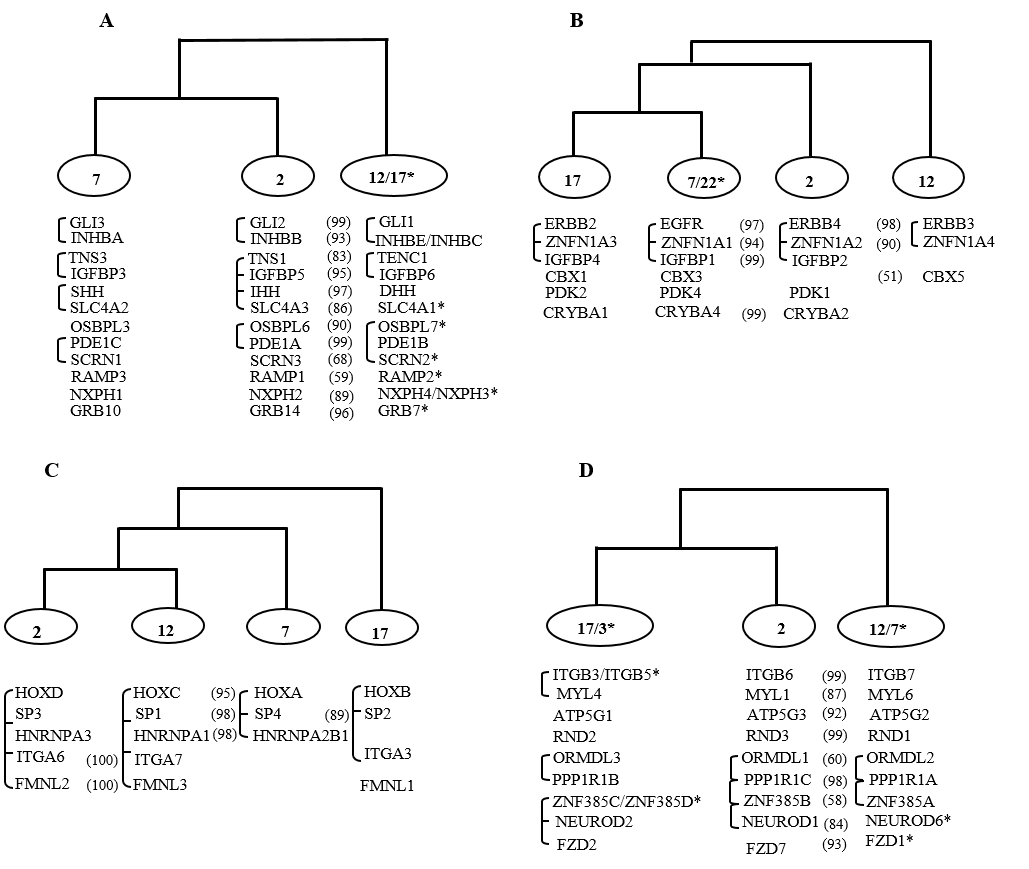 A
7 2 12/17*
GLI3 GLI2 (99) GLI1
INHBA INHBB (93) INHBE/INHBC
TNS3 TNS1 (83) TENC1
IGFBP3 IGFBP5 (95) IGFBP6
SHH IHH (97) DHH
SLC4A2 SLC4A3 (86) SLC4A1*
OSBPL3 OSBPL6 (90) OSBPL7*
PDE1C PDE1A (99) PDE1B
SCRN1 SCRN3 (68) SCRN2*
RAMP3 RAMP1 (59) RAMP2*
NXPH1 NXPH2 (89) NXPH4/NXPH3*
GRB10 GRB14 (96) GRB7*
B
17 7/22* 2 12
ERBB2 EGFR (97) ERBB4 (98) ERBB3
ZNFN1A3 ZNFN1A1 (94) ZNFN1A2 (90) ZNFN1A4
IGFBP4 IGFBP1 (99) IGFBP2
CBX1 CBX3 (51) CBX5
PDK2 PDK4 PDK1
CRYBA1 CRYBA4 (99) CRYBA2
C
2 12 7 17
HOXD HOXC (95) HOXA HOXB
SP3 SP1 (98) SP4 (89) SP2
HNRNPA3 HNRNPA1 (98) HNRNPA2B1
ITGA6 (100) ITGA7 ITGA3
FMNL2 (100) FMNL3 FMNL1
D
17/3* 2 12/7*
ITGB3/ITGB5* ITGB6 (99) ITGB7
MYL4 MYL1 (87) MYL6
ATP5G1 ATP5G3 (92) ATP5G2
RND2 RND3 (99) RND1
ORMDL3 ORMDL1 (60) ORMDL2
PPP1R1B PPP1R1C (98) PPP1R1A
ZNF385C/ZNF385D* ZNF385B (58) ZNF385A
NEUROD2 NEUROD1 (84) NEUROD6*
FZD2 FZD7 (93) FZD1*